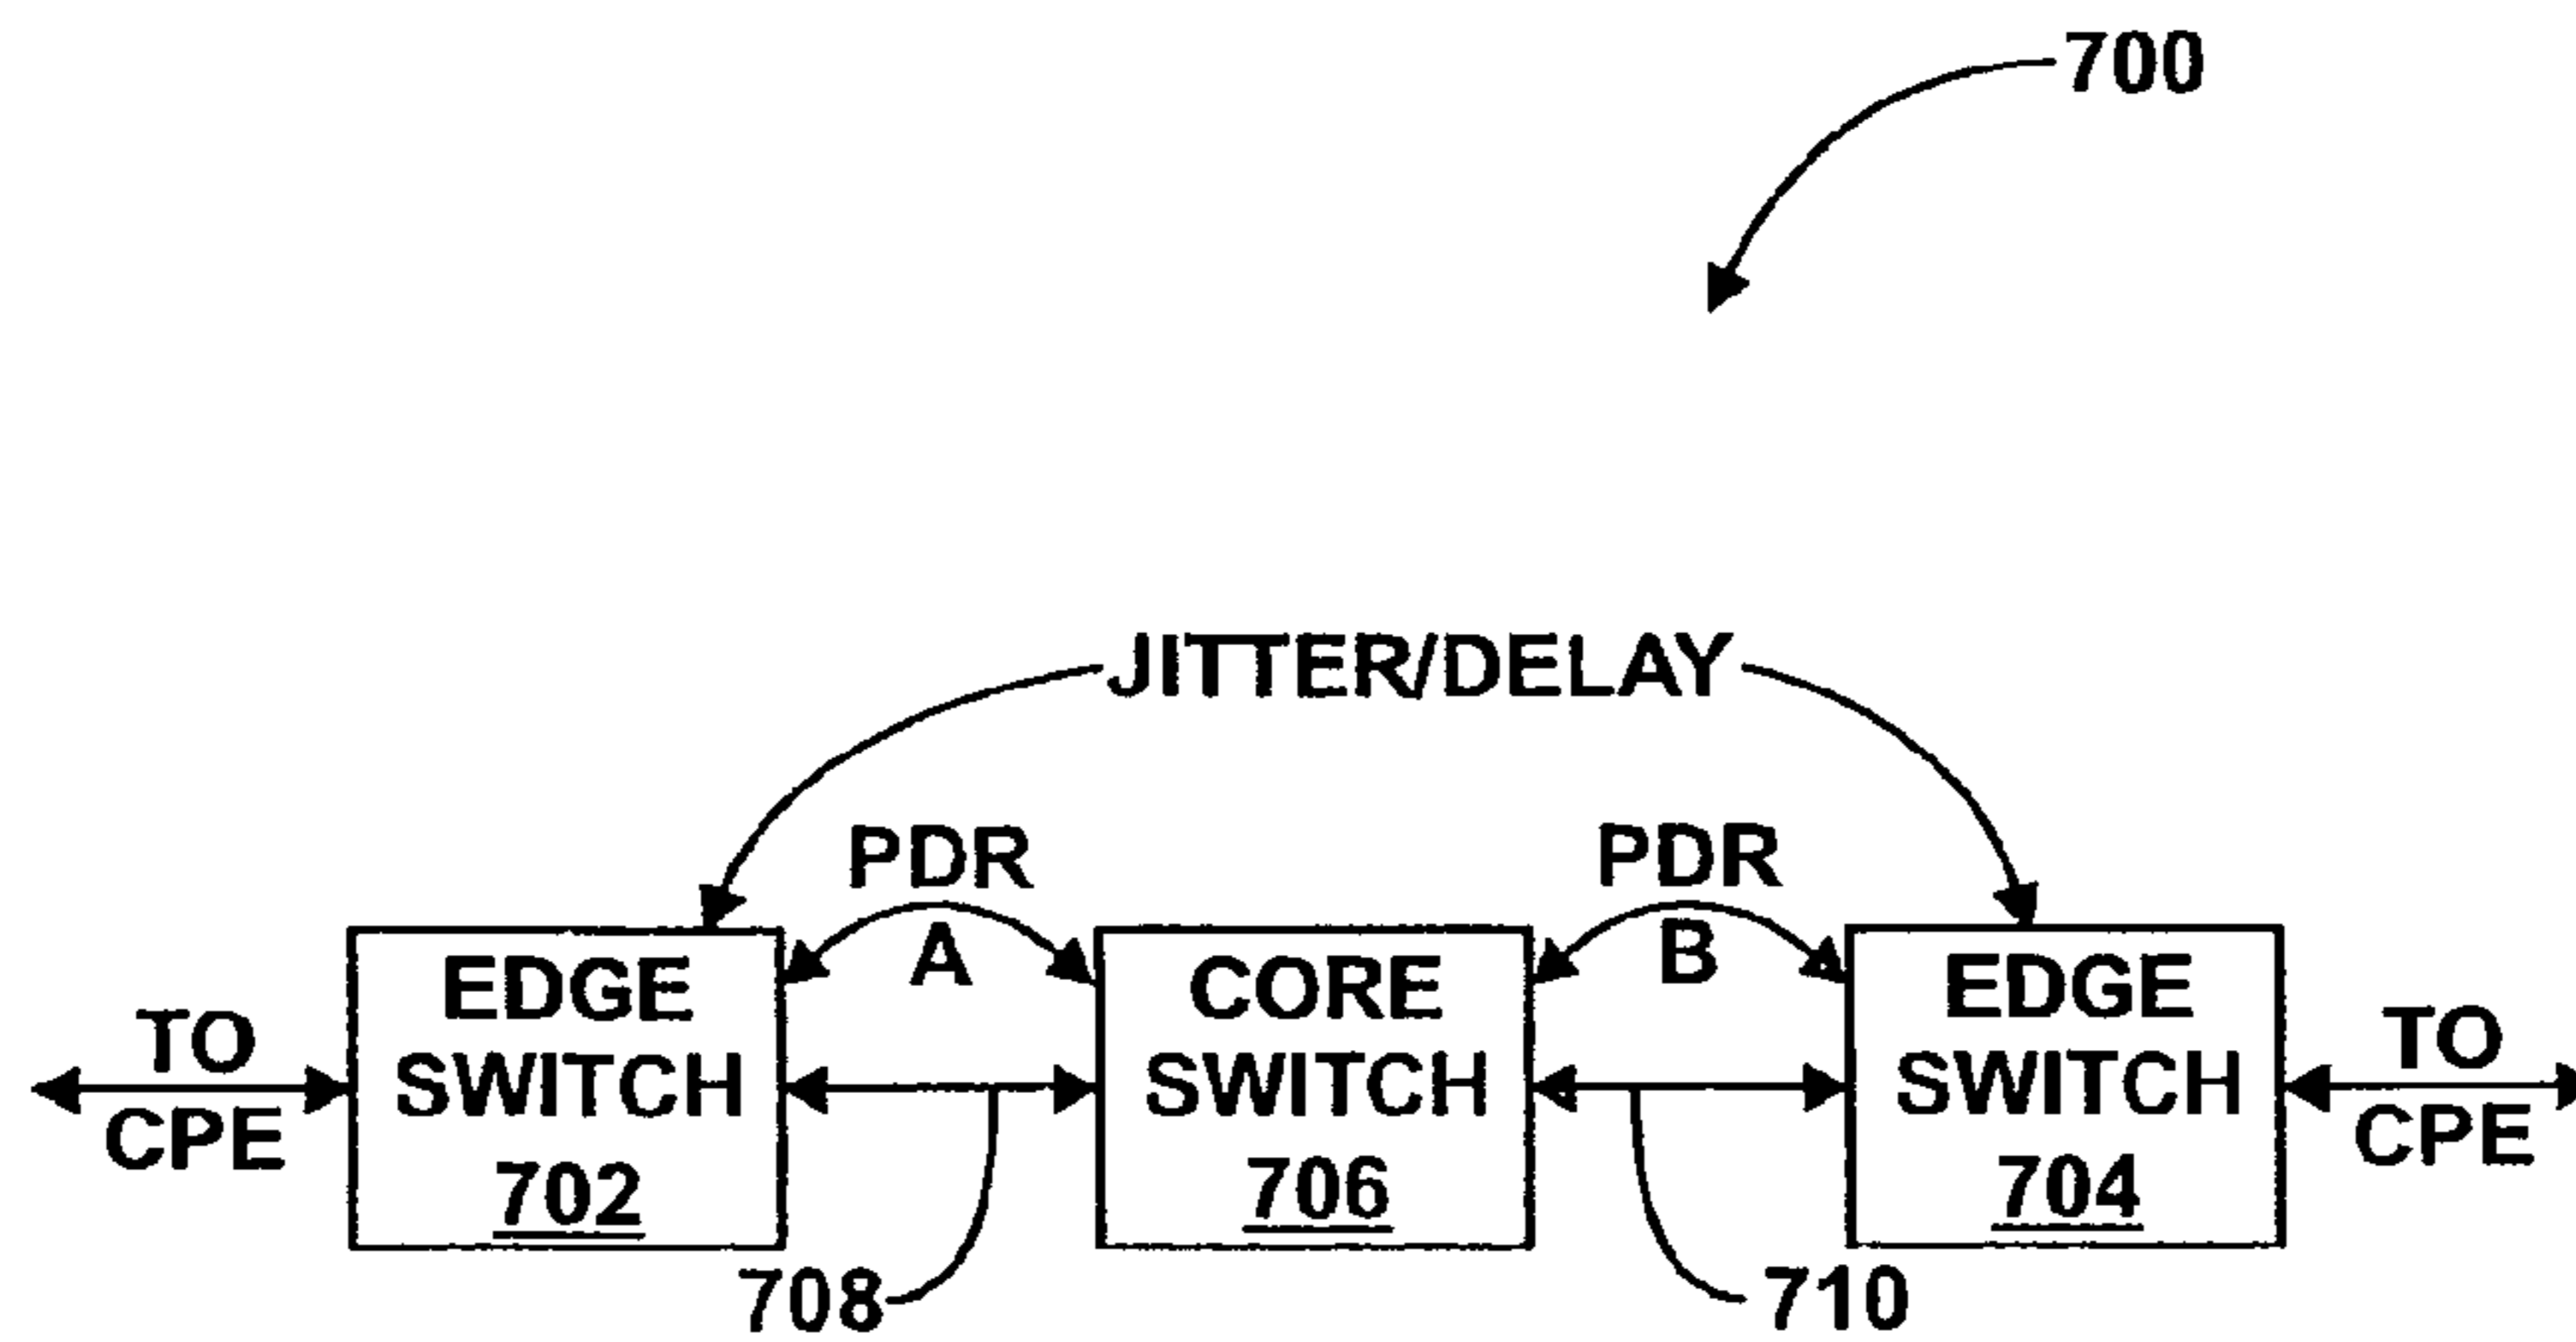 700
JITTER/DELAY
PDR
A
PDR
B
TO
CPE
EDGE
SWITCH
702
CORE
SWITCH
706
EDGE
SWITCH
704
TO
CPE
708
710